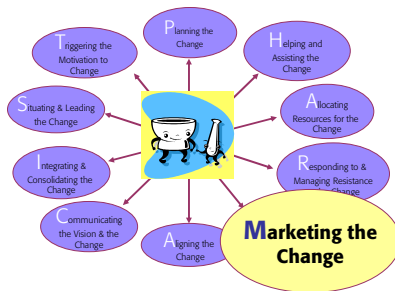 Planning the
Change
Helping and
Assisting the
Change
Allocating
Resources for the
Change
Responding to &
Managing Resistance
Change
Marketing the
Change
Aligning the
Change
Communicating
the Vision & the
Change
Integrating &
Consolidating the
Change
Situating & Leading
the Change
Triggering the
Motivation to
Change